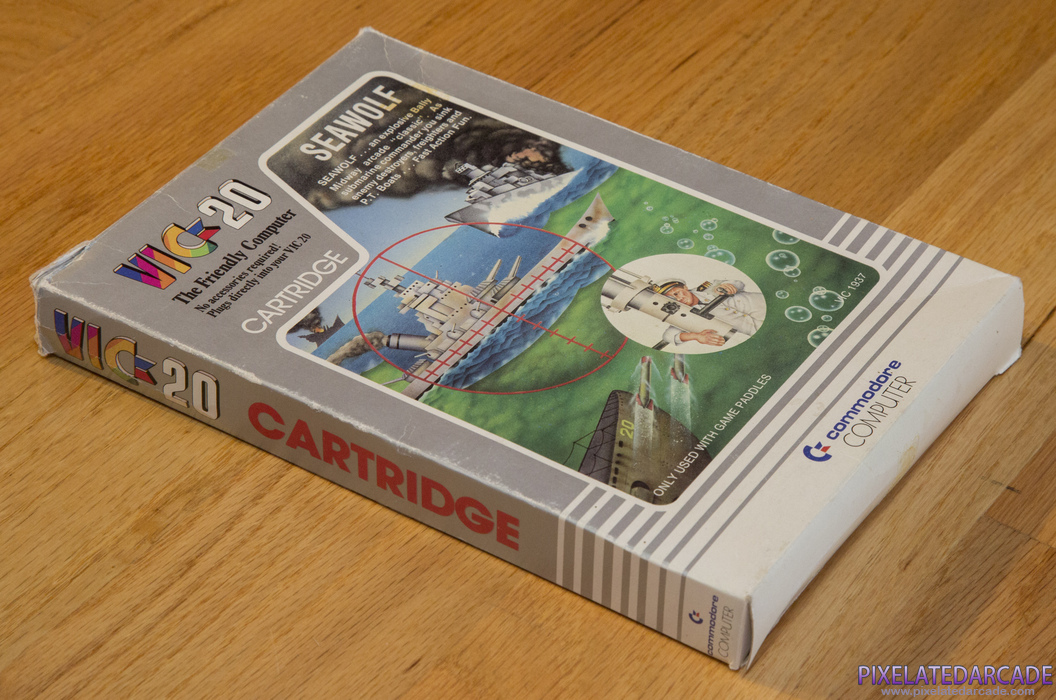 SEAWOLF
SEAWOLF . . . an explosive Bally
Midway arcade "classic". As
submarine commander you sink
enemy destroyers, freighters and
P.T. Boats . . . Fast Action Fun.
VIC 20
The Friendly Computer
No accessories required!
Plugs directly into your VIC 20
CARTRIDGE
VIC 1937
20
ONLY USED WITH GAME PADDLES
commodore
COMPUTER
VIC 20
CARTRIDGE
commodore
COMPUTER
PIXELATEDARCADE
www.pixelatedarcade.com